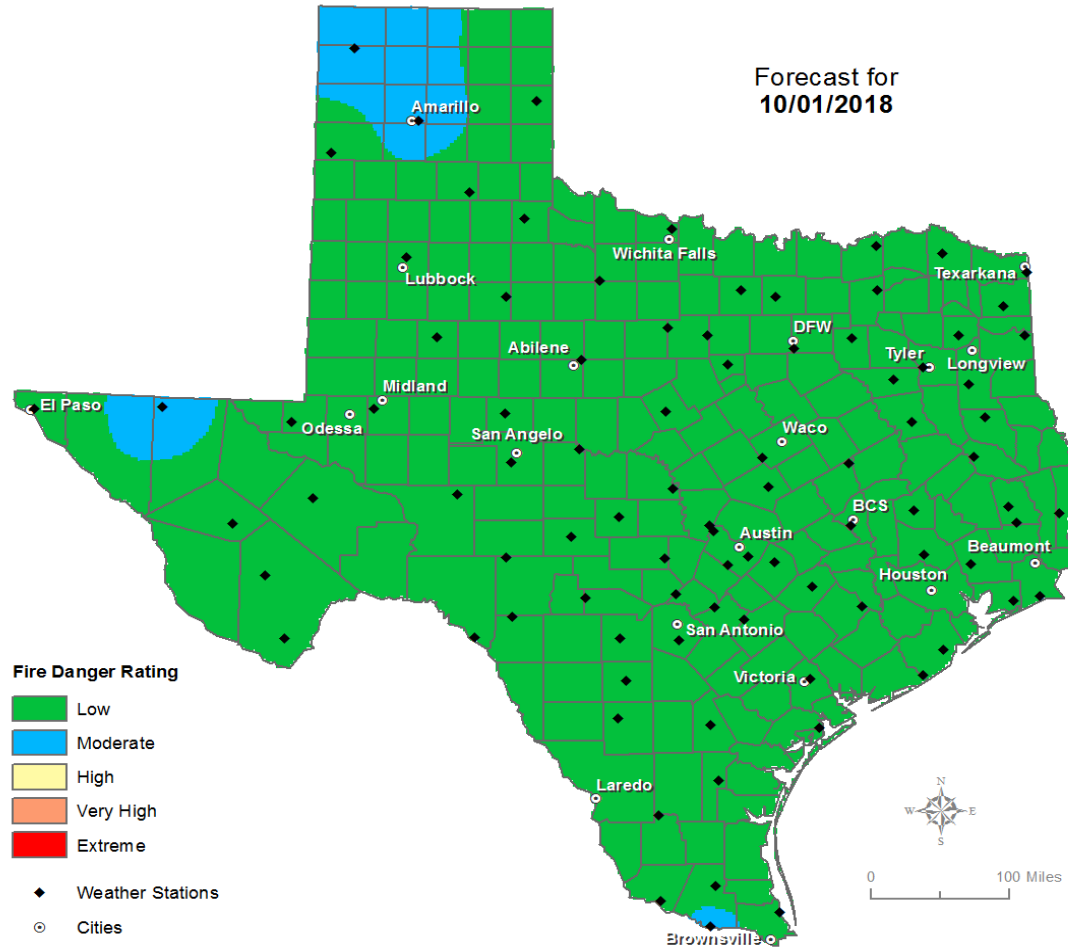 Forecast for
10/01/2018
Amarillo
Wichita Falls
Lubbock
Texarkana
DFW
Abilene
Tyler
Longview
Midland
El Paso
Odessa
San Angelo
Waco
BCS
Austin
Beaumont
Houston
San Antonio
Victoria
Laredo
Brownsville
Fire Danger Rating
Low
Moderate
High
Very High
Extreme
Weather Stations
Cities
N
W E
S
0 100 Miles